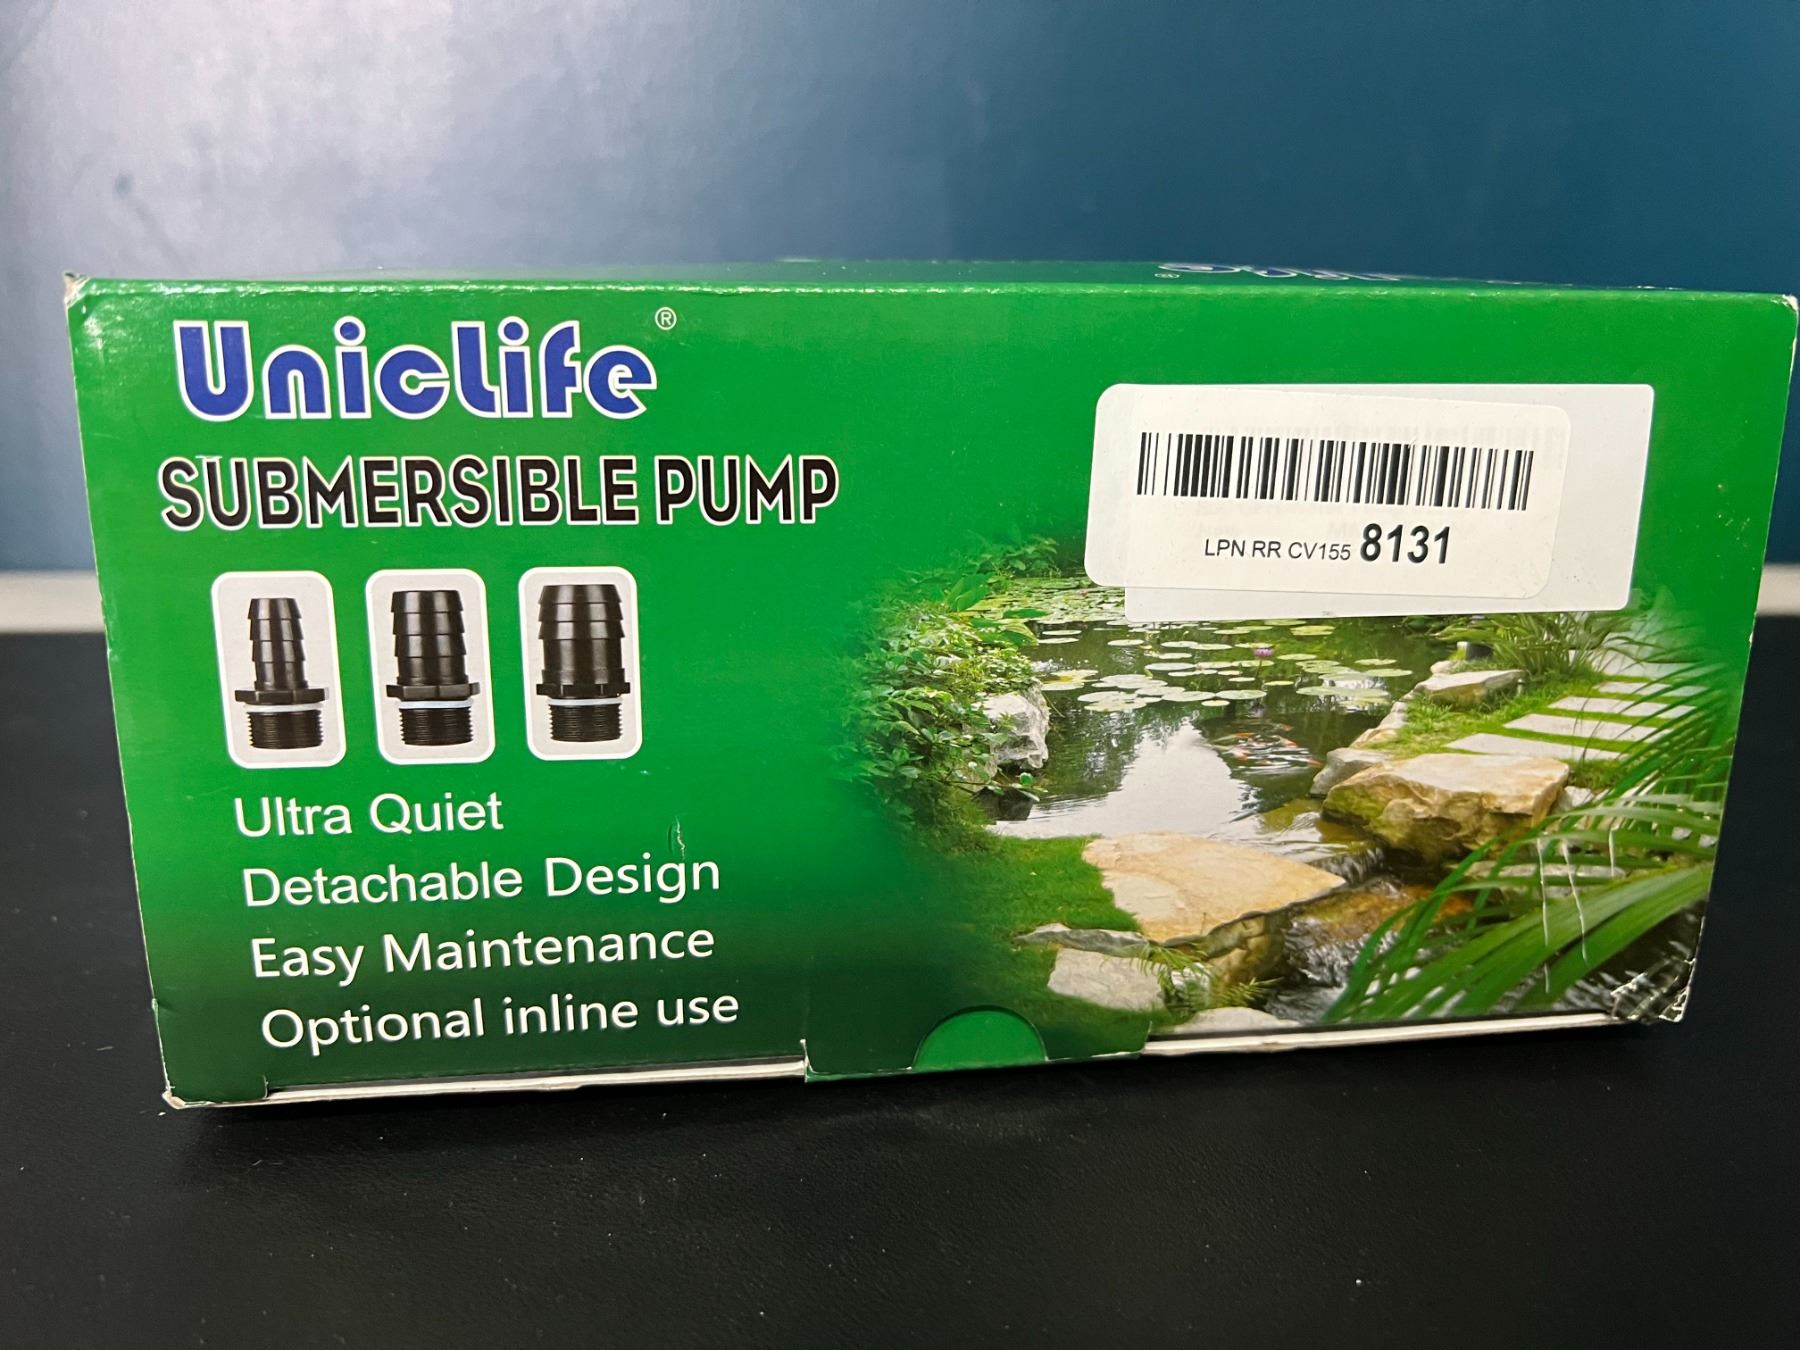 UnicLife®
SUBMERSIBLE PUMP
LPN RR CV155 8131
Ultra Quiet
Detachable Design
Easy Maintenance
Optional inline use